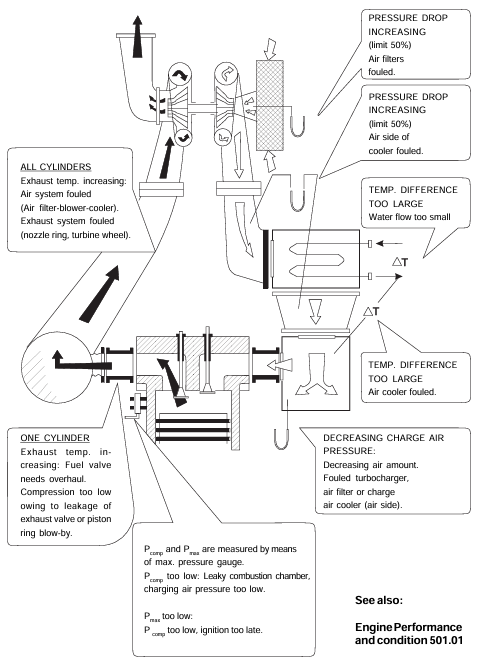 PRESSURE DROP
INCREASING
(limit 50%)
Air filters
fouled.
PRESSURE DROP
INCREASING
(limit 50%)
Air side of
cooler fouled.
ALL CYLINDERS
Exhaust temp. increasing:
Air system fouled
(Air filter-blower-cooler).
Exhaust system fouled
(nozzle ring, turbine wheel).
TEMP. DIFFERENCE
TOO LARGE
Water flow too small
△T
△T
TEMP. DIFFERENCE
TOO LARGE
Air cooler fouled.
ONE CYLINDER
Exhaust temp. in-
creasing: Fuel valve
needs overhaul.
Compression too low
owing to leakage of
exhaust valve or piston
ring blow-by.
DECREASING CHARGE AIR
PRESSURE:
Decreasing air amount.
Fouled turbocharger,
air filter or charge
air cooler (air side).
Pcomp and Pmax are measured by means
of max. pressure gauge.
Pcomp too low: Leaky combustion chamber,
charging air pressure too low.
Pmax too low:
Pcomp too low, ignition too late.
See also:
Engine Performance
and condition 501.01